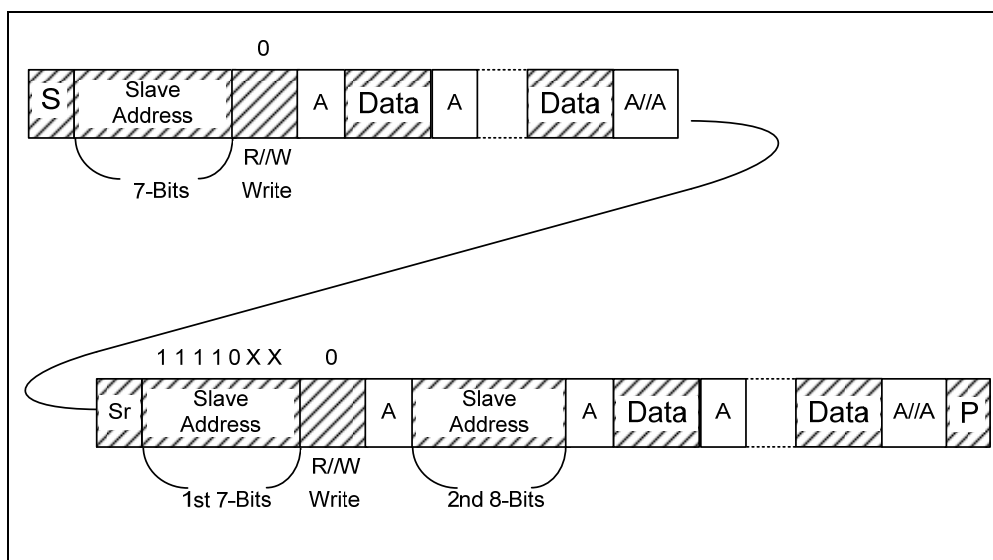 0
S Slave Address A Data A Data A//A
R//W
7-Bits Write
1 1 1 1 0 X X 0
Sr Slave Address A Slave Address A Data A Data A//A P
R//W
1st 7-Bits Write 2nd 8-Bits